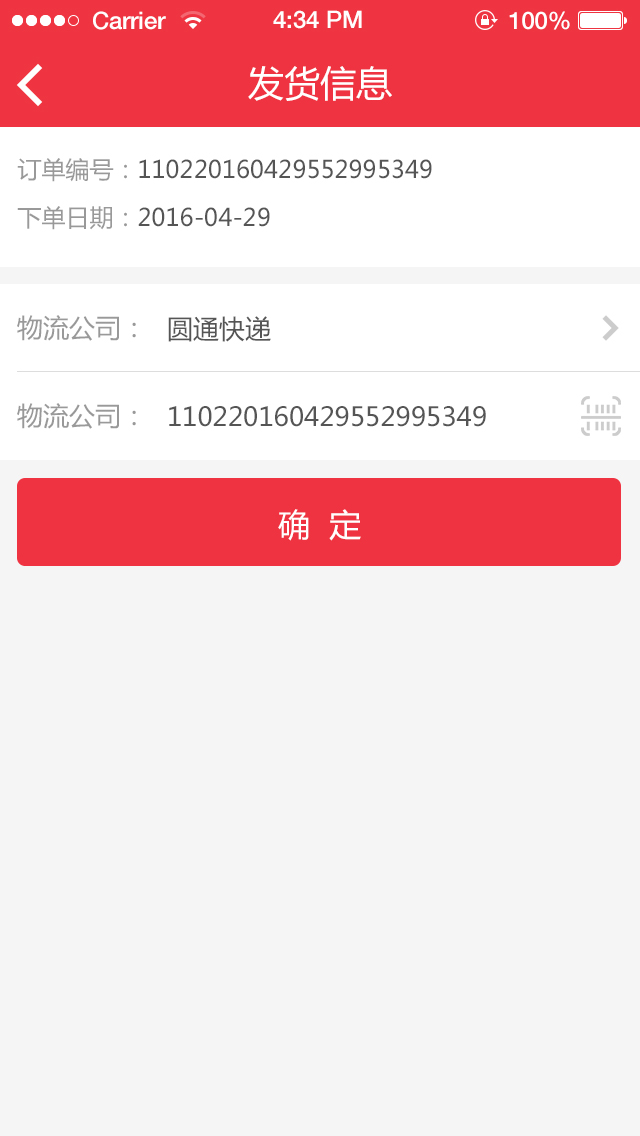 Carrier 4:34 PM 100%
发货信息
订单编号：110220160429552995349
下单日期：2016-04-29
物流公司： 圆通快递
物流公司： 110220160429552995349
确 定